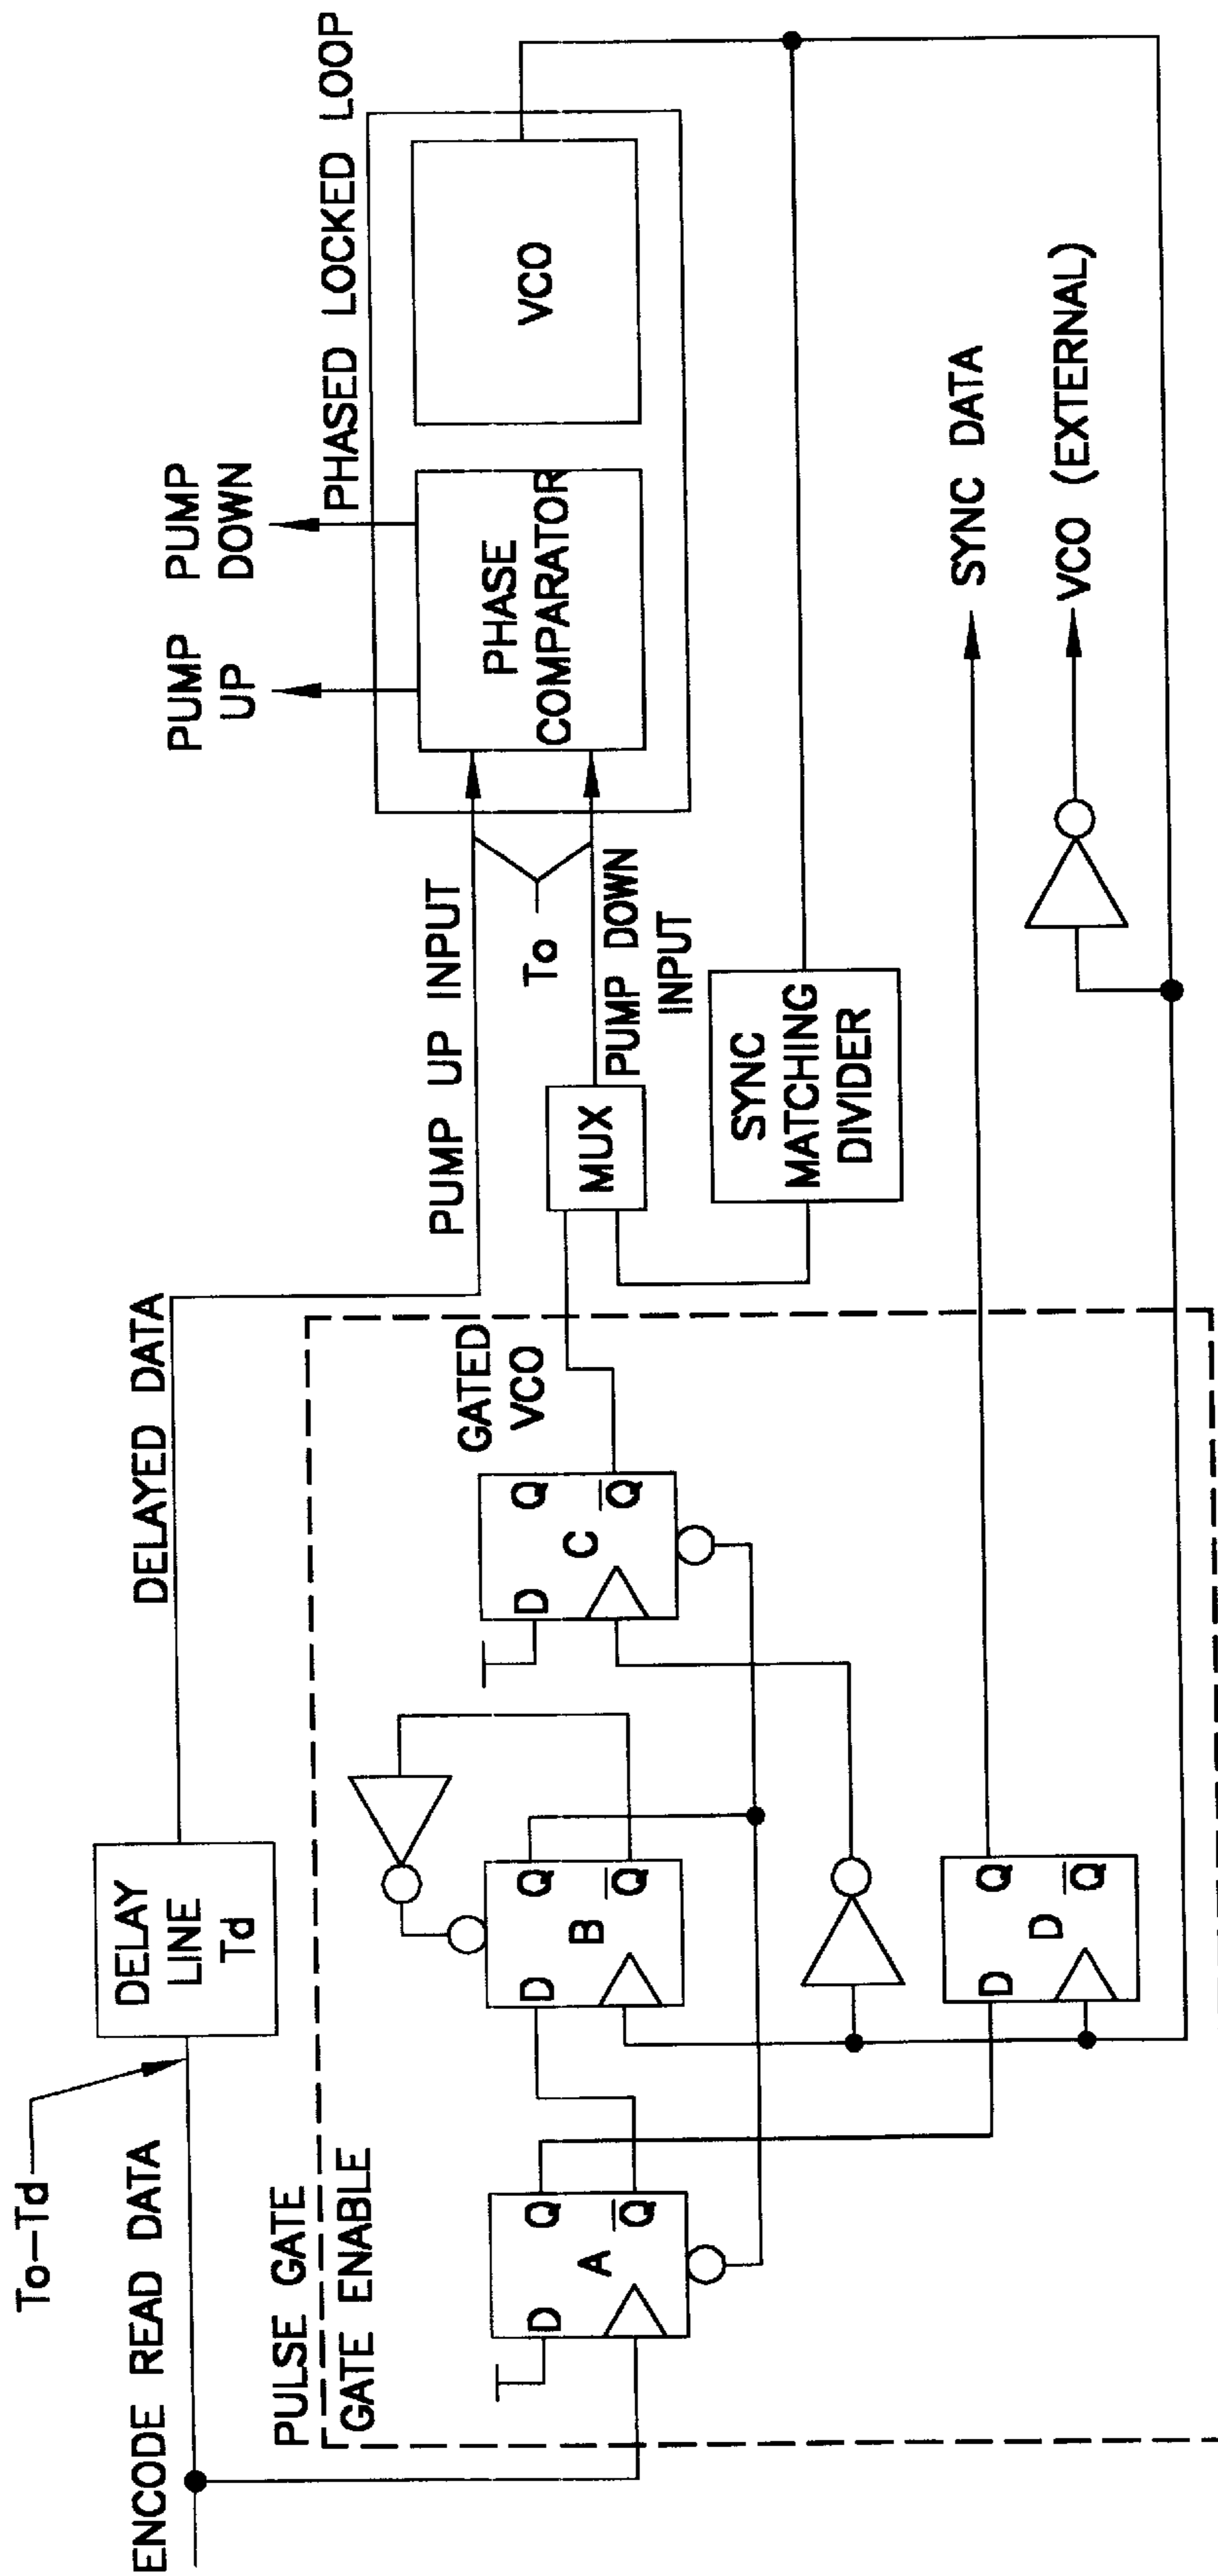 To-Td
ENCODE READ DATA
DELAY
LINE
Td
DELAYED DATA
PUMP UP INPUT
PUMP
UP
PUMP
DOWN
PHASED LOCKED LOOP
PHASE
COMPARATOR
VCO
To
PUMP DOWN
INPUT
MUX
SYNC
MATCHING
DIVIDER
GATED
VCO
PULSE GATE
GATE ENABLE
D
Q
A
Q
D
Q
B
Q
D
Q
C
Q
D
Q
D
Q
SYNC DATA
VCO (EXTERNAL)